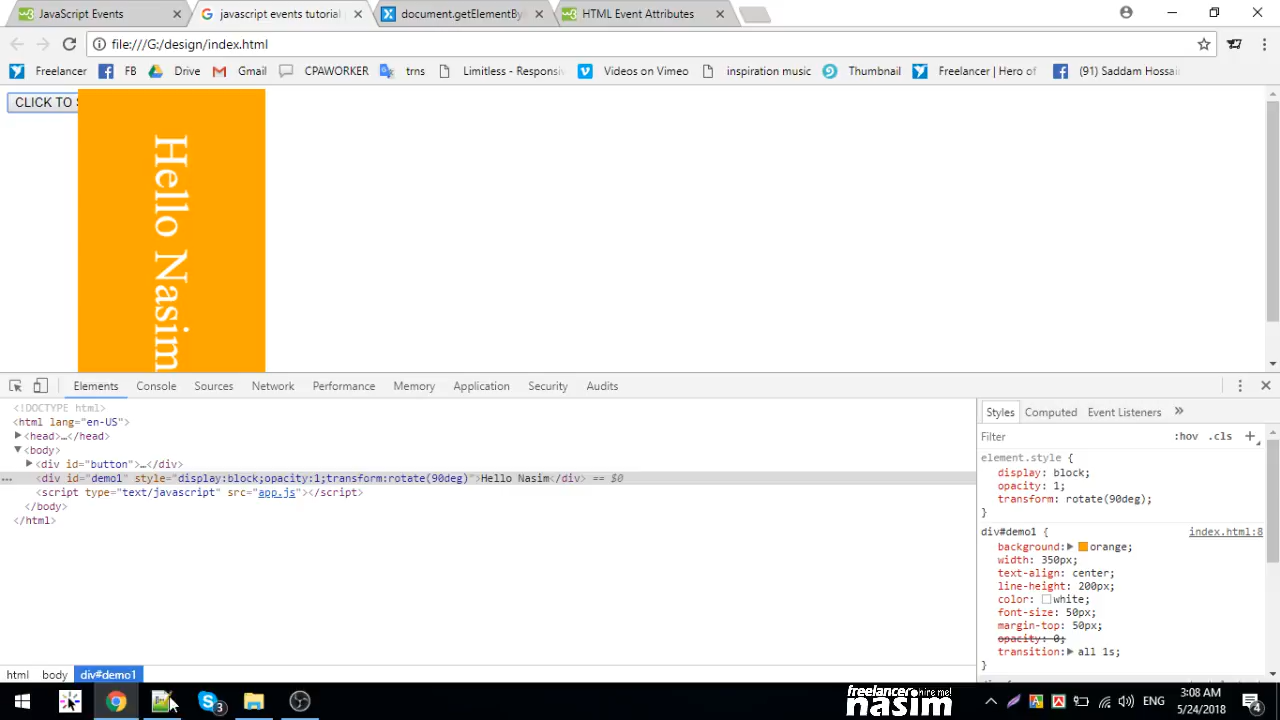 JavaScript Events
javascript events tutorial
document.getElementBy
HTML Event Attributes
file:///G:/design/index.html
Freelancer
FB
Drive
Gmail
CPAWORKER
trns
Limitless - Responsi
Videos on Vimeo
inspiration music
Thumbnail
Freelancer | Hero of
(91) Saddam Hossai
CLICK TO
Hello Nasim
Elements
Console
Sources
Network
Performance
Memory
Application
Security
Audits
<!DOCTYPE html>
<html lang="en-US">
<head>…</head>
<body>
<div id="button">…</div>
<div id="demo1" style="display:block;opacity:1;transform:rotate(90deg)">Hello Nasim</div> == $0
<script type="text/javascript" src="app.js"></script>
</body>
</html>
html body div#demo1
Styles
Computed
Event Listeners
Filter
:hov .cls +
element.style {
display: block;
opacity: 1;
transform: rotate(90deg);
}
div#demo1 { index.html:8
background: orange;
width: 350px;
text-align: center;
line-height: 200px;
color: white;
font-size: 50px;
margin-top: 50px;
opacity: 0;
transition: all 1s;
}
freelancer hire me!
nasim
3
ENG
3:08 AM
5/24/2018
4